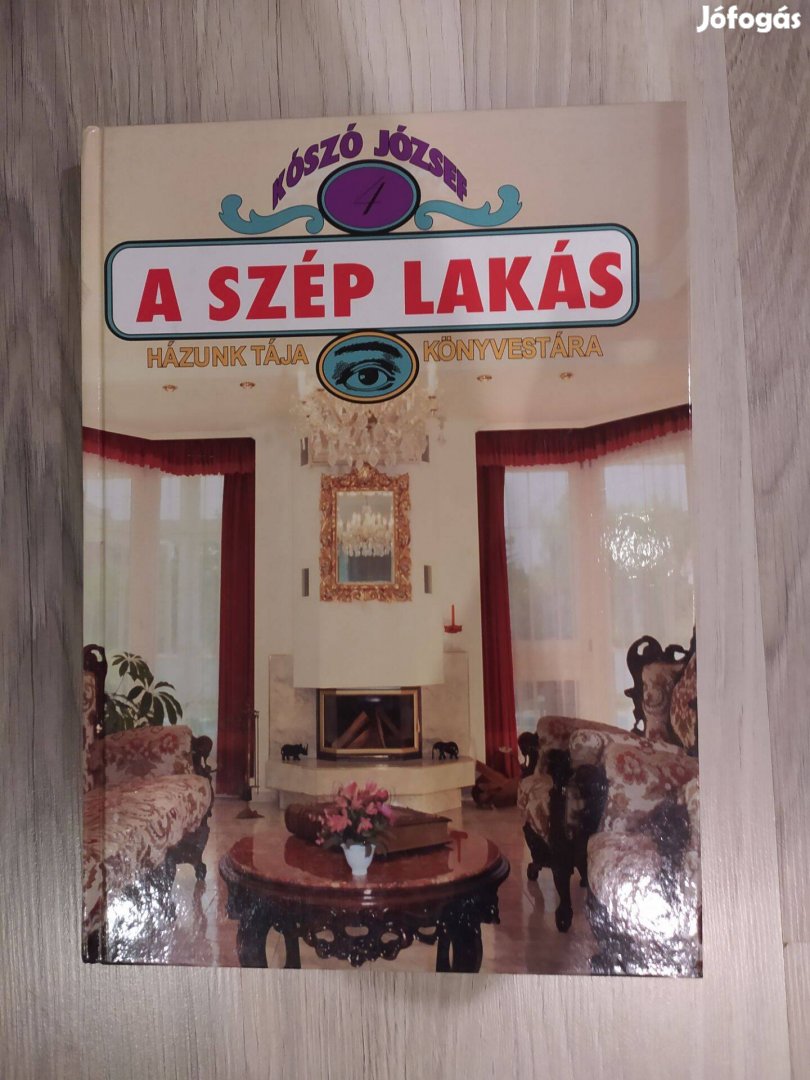 Jófogás
KÓSZÓ JÓZSEF
4
A SZÉP LAKÁS
HÁZUNK TÁJA KÖNYVESTÁRA